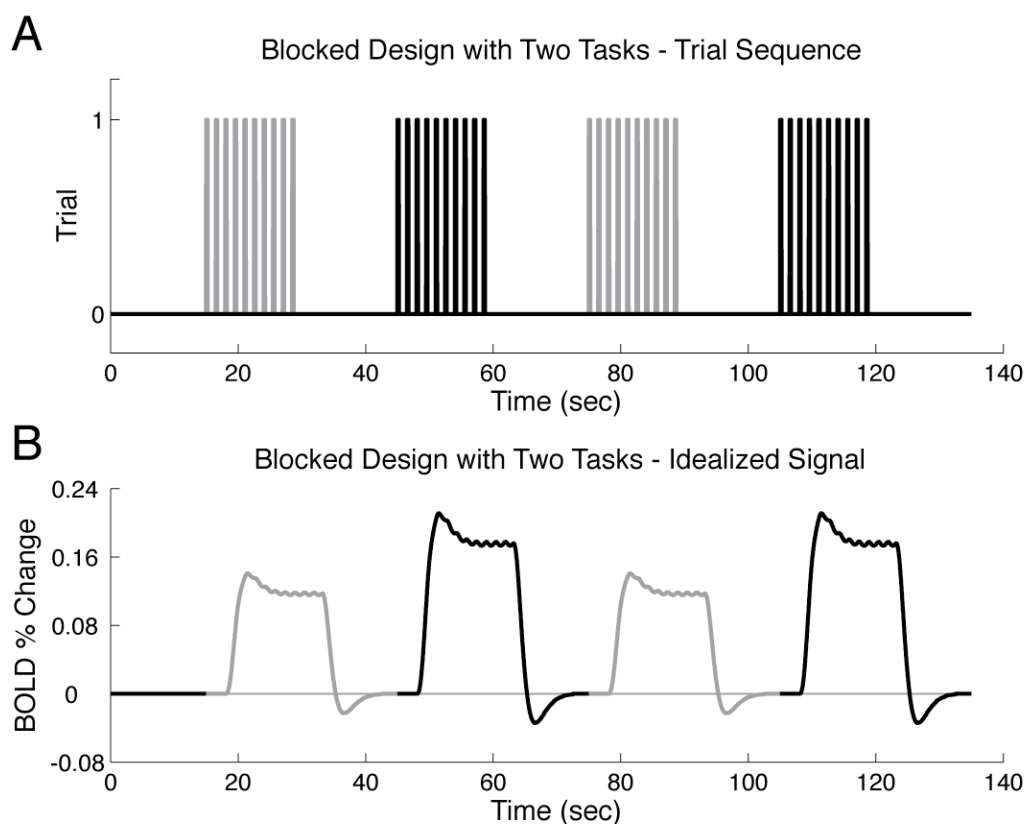 A
Blocked Design with Two Tasks - Trial Sequence
1
Trial
0
0 20 40 60 80 100 120 140
Time (sec)
B
Blocked Design with Two Tasks - Idealized Signal
0.24
0.16
BOLD % Change
0.08
0
-0.08
0 20 40 60 80 100 120 140
Time (sec)